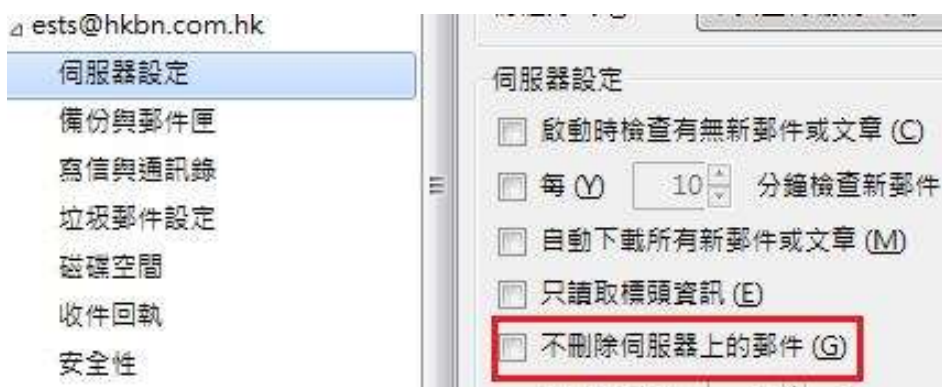 ests@hkbn.com.hk
伺服器設定
備份與郵件匣
寫信與通訊錄
垃圾郵件設定
磁碟空間
收件回執
安全性
伺服器設定
啟動時檢查有無新郵件或文章 (C)
每 (Y) 10 分鐘檢查新郵件
自動下載所有新郵件或文章 (M)
只讀取標頭資訊 (E)
不刪除伺服器上的郵件 (G)